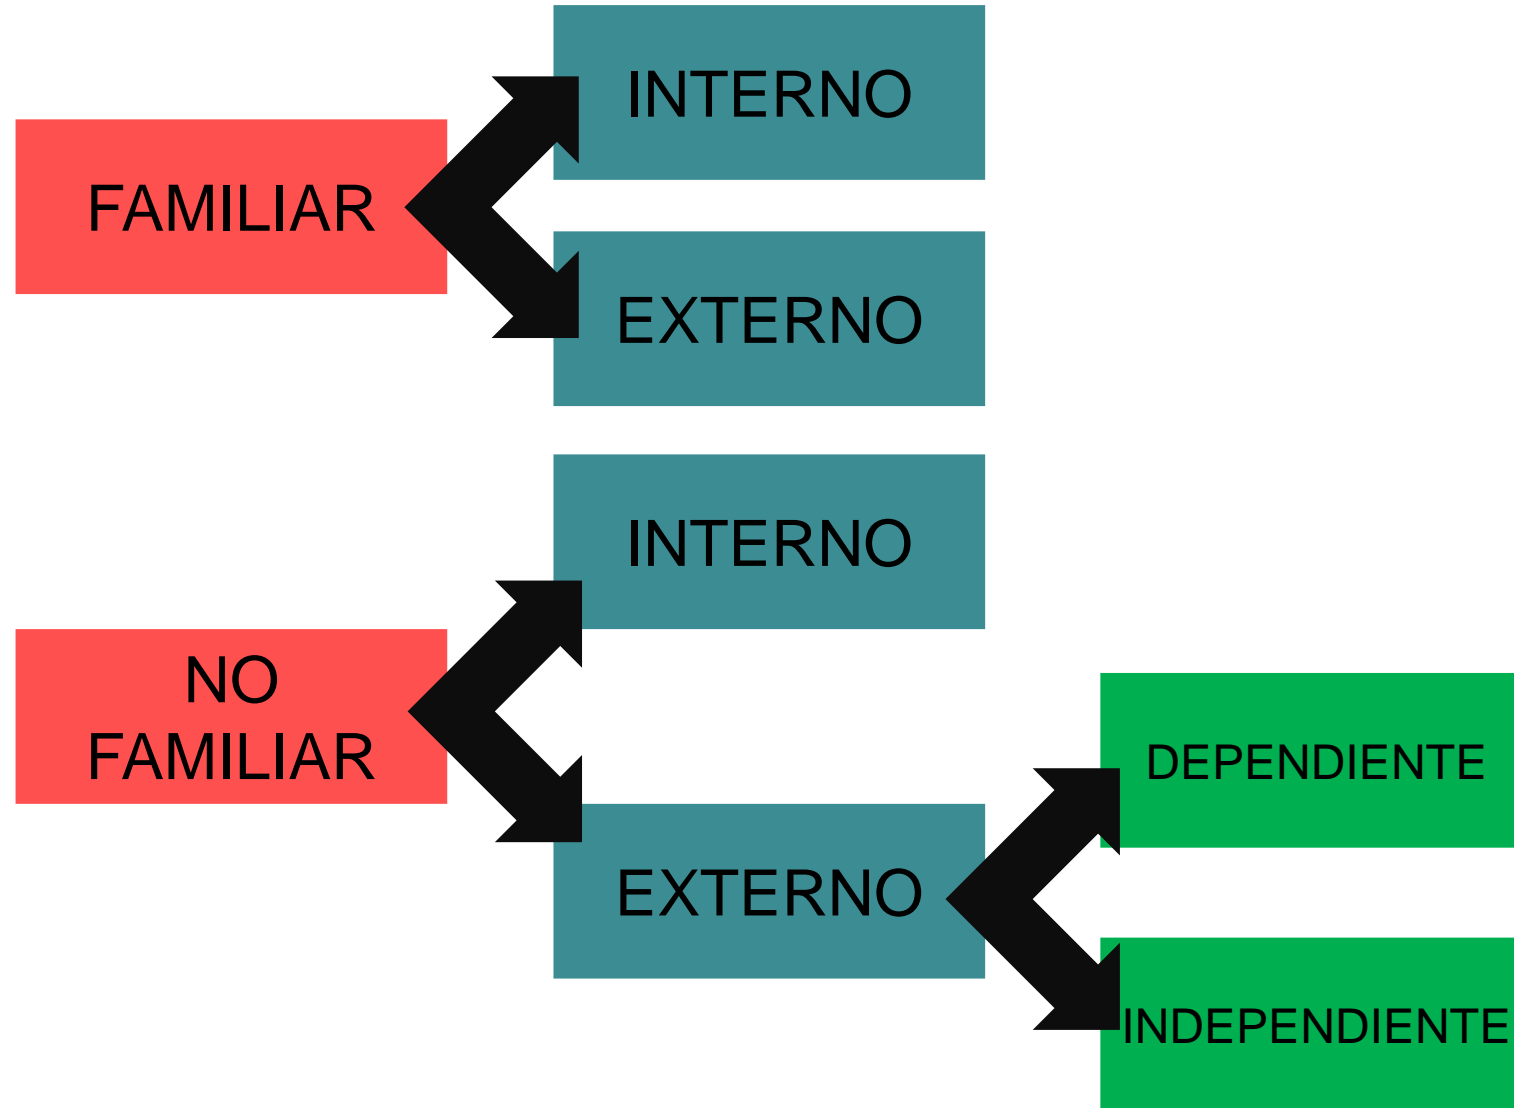 INTERNO
FAMILIAR
EXTERNO
INTERNO
NO
FAMILIAR
DEPENDIENTE
EXTERNO
INDEPENDIENTE